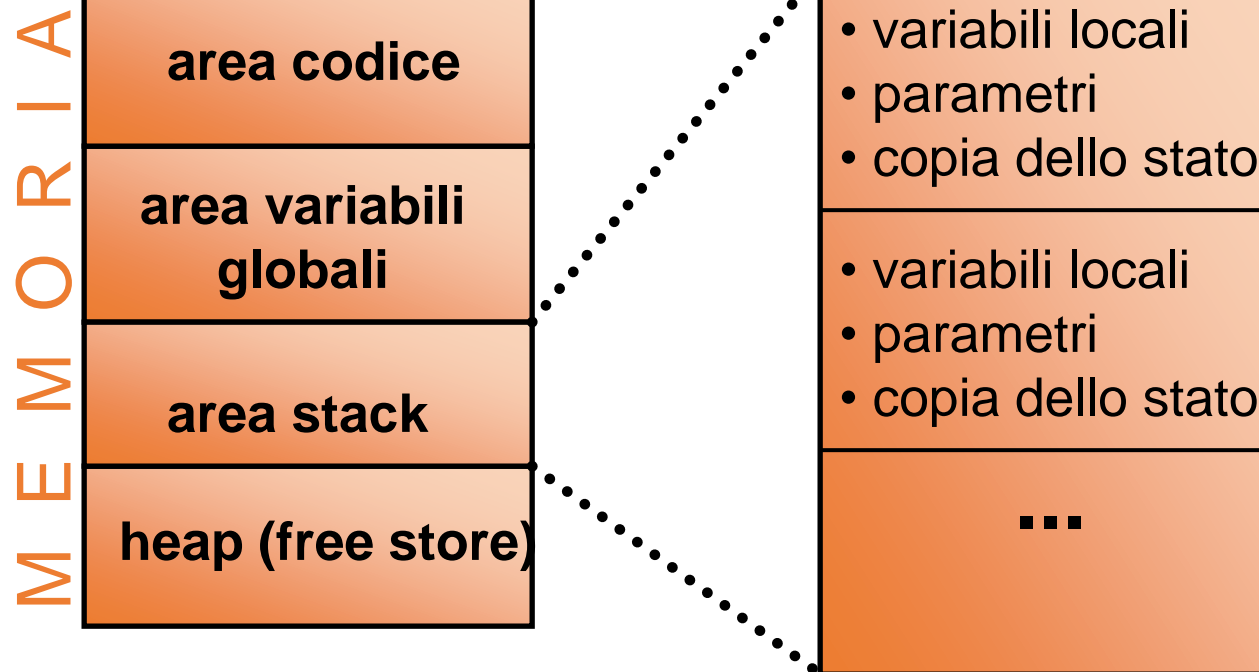 MEMORIA
area codice
area variabili
globali
area stack
heap (free store)
• variabili locali
• parametri
• copia dello stato
• variabili locali
• parametri
• copia dello stato
...